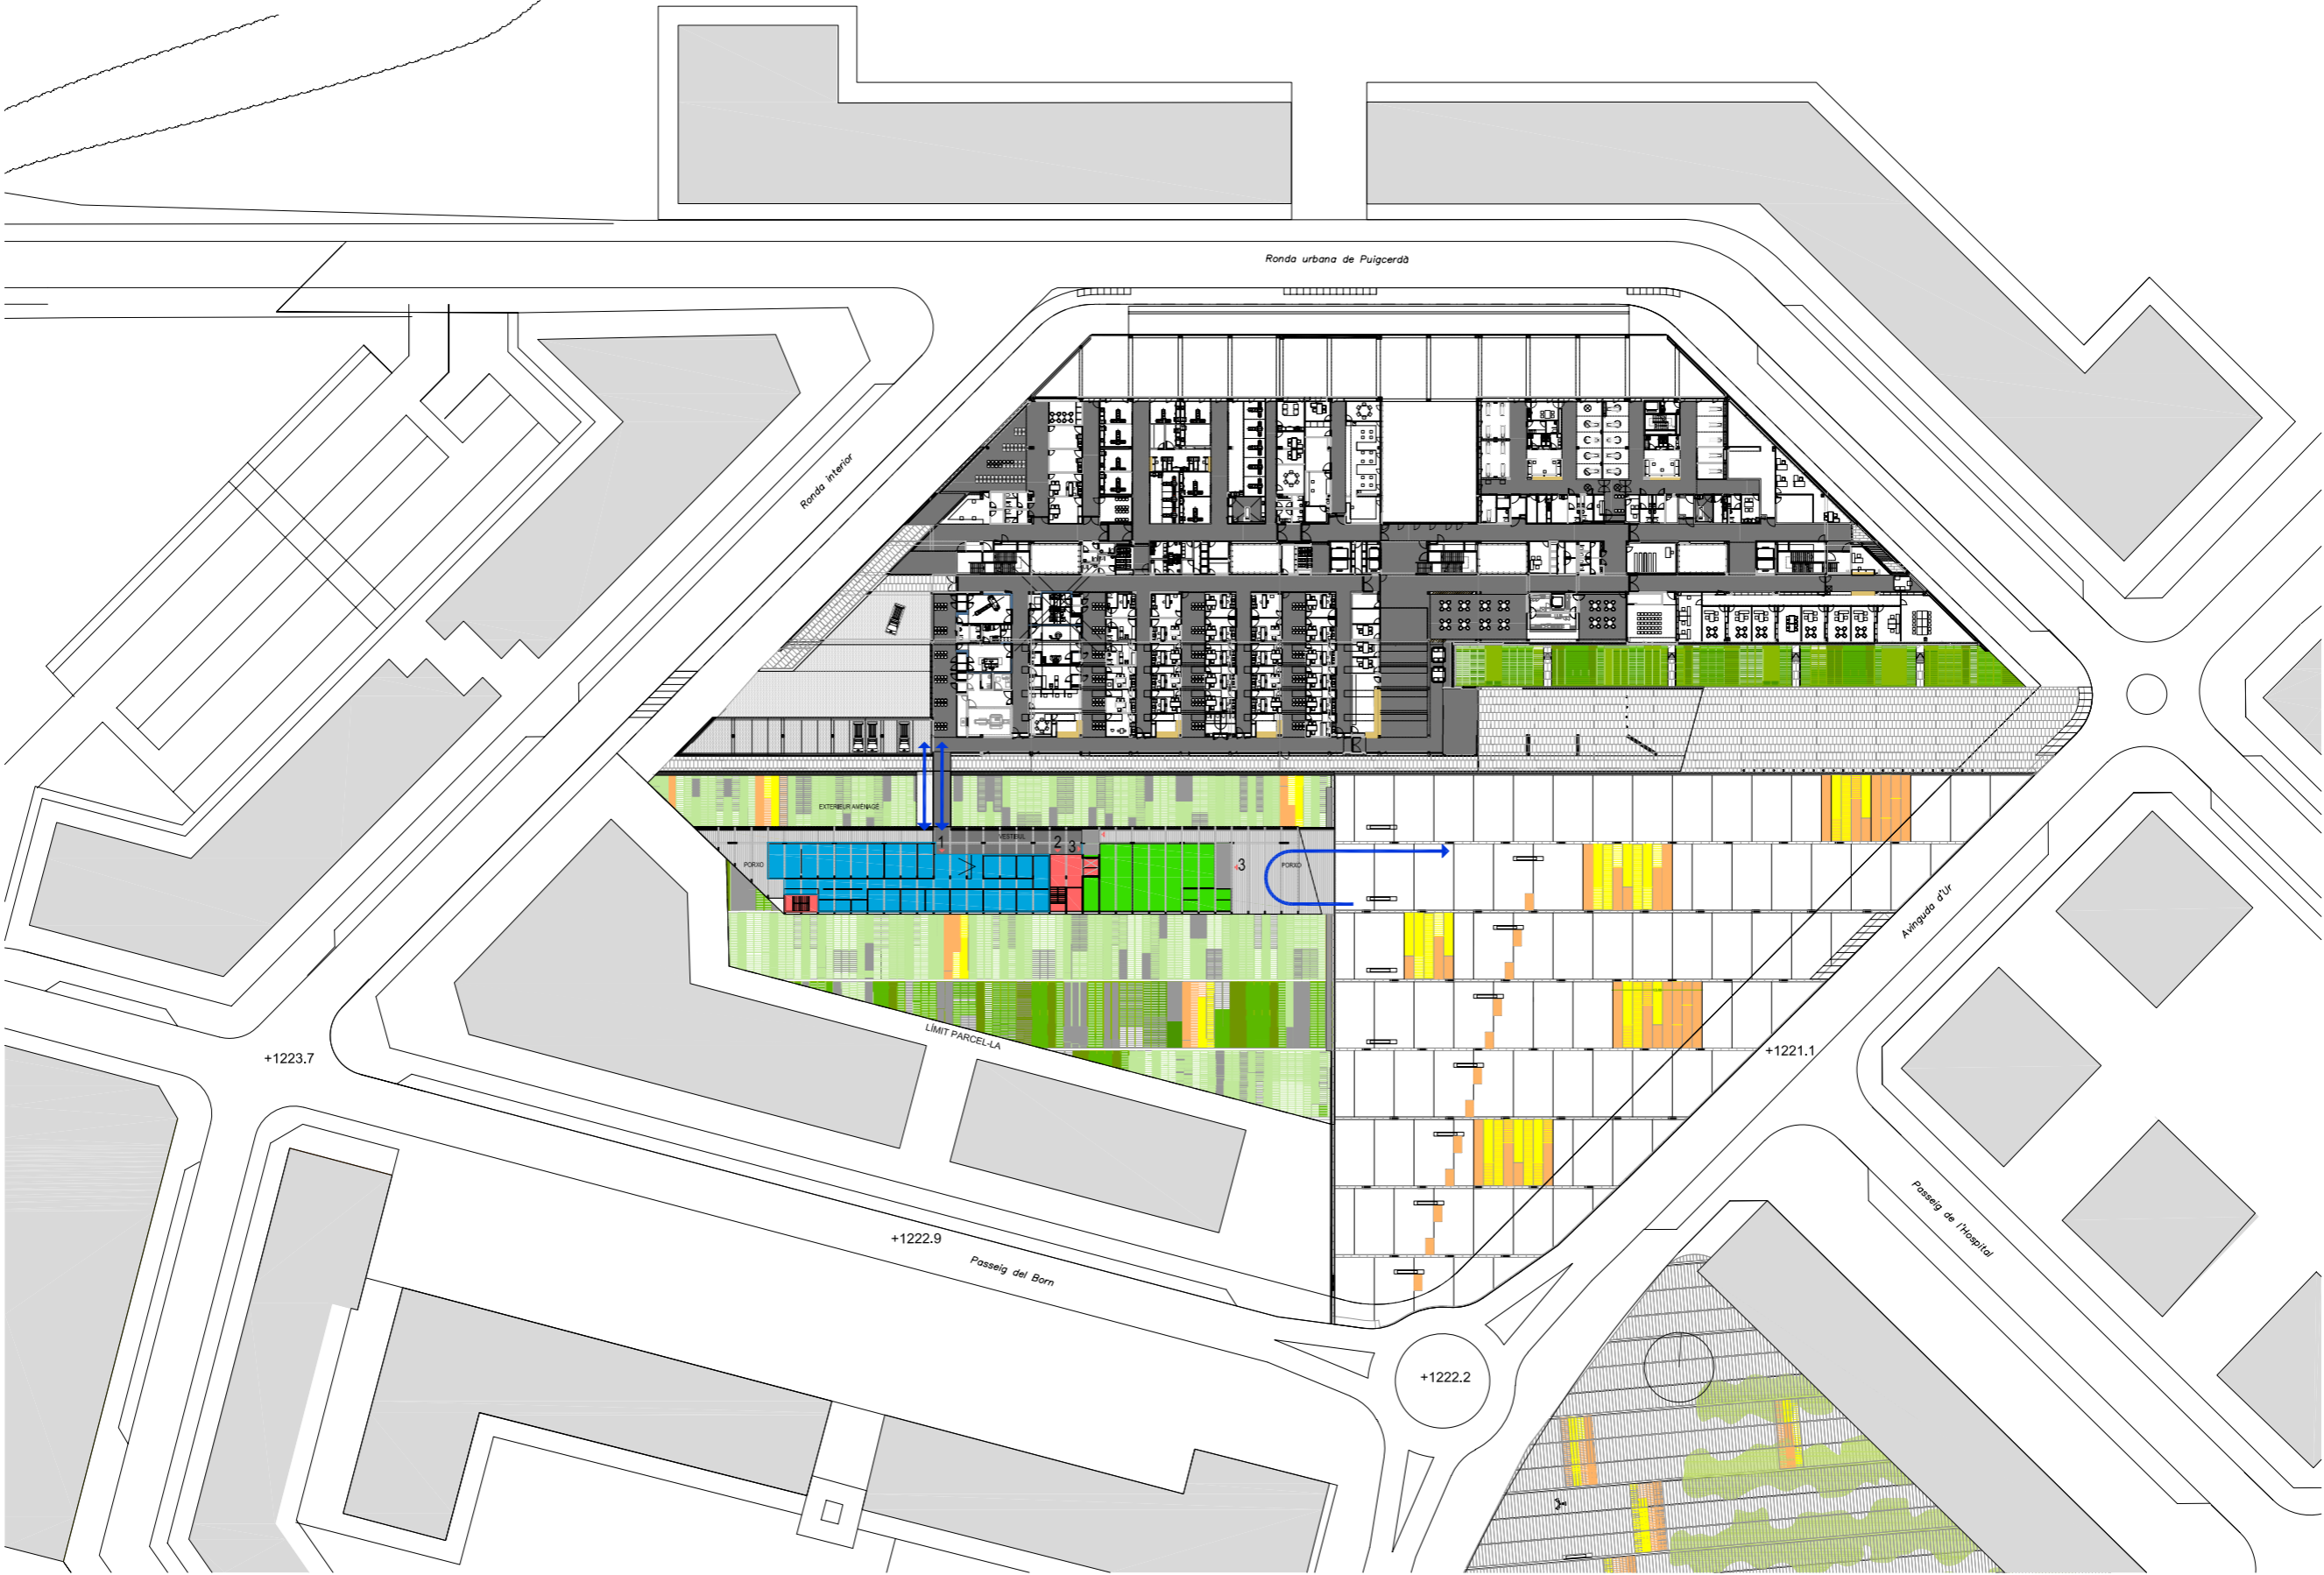 Ronda urbana de Puigcerdà
Ronda interior
EXTERIEUR AMÉNAGÉ
VESTIBUL
1
2
3
PORXO
3
PORXO
Avinguda d'Ur
LÍMIT PARCEL-LA
+1223.7
+1221.1
Passeig de l'Hospital
+1222.9
Passeig del Born
+1222.2